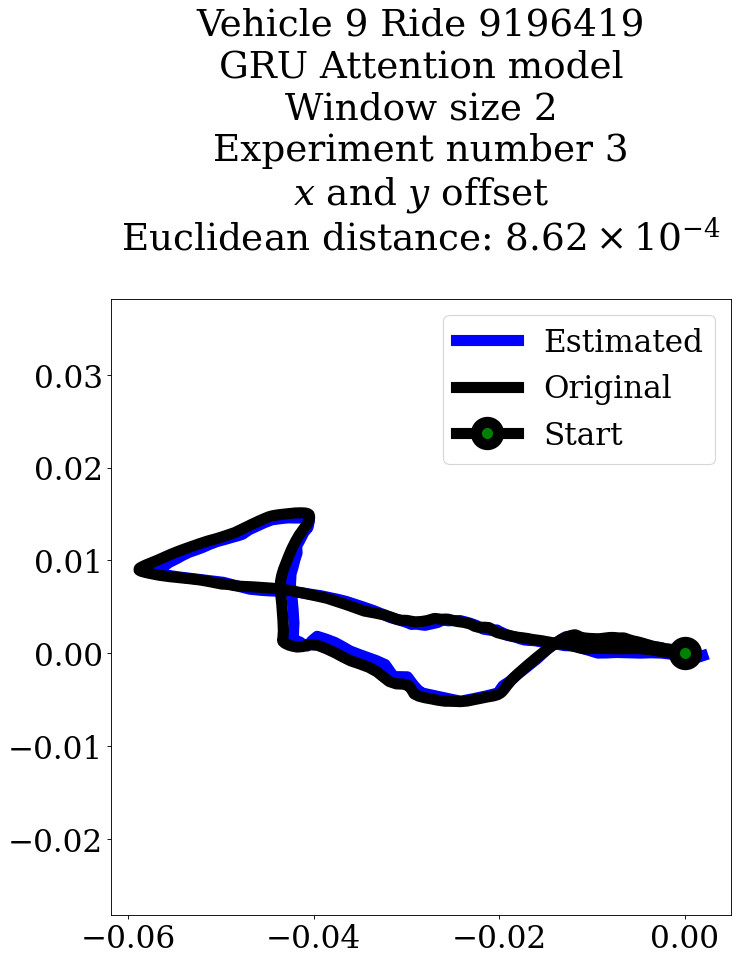 Vehicle 9 Ride 9196419
GRU Attention model
Window size 2
Experiment number 3
x and y offset
Euclidean distance: 8.62 × 10⁻⁴
Estimated
Original
Start
0.03
0.02
0.01
0.00
−0.01
−0.02
−0.06 −0.04 −0.02 0.00